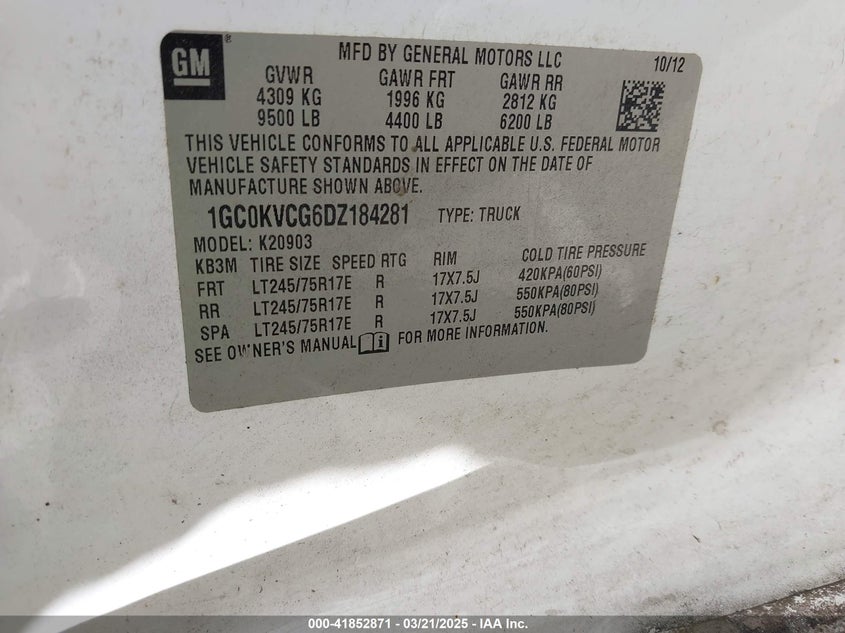 GM®
MFD BY GENERAL MOTORS LLC 10/12
GVWR GAWR FRT GAWR RR
4309 KG 1996 KG 2812 KG
9500 LB 4400 LB 6200 LB
THIS VEHICLE CONFORMS TO ALL APPLICABLE U.S. FEDERAL MOTOR
VEHICLE SAFETY STANDARDS IN EFFECT ON THE DATE OF
MANUFACTURE SHOWN ABOVE.
1GC0KVCG6DZ184281 TYPE: TRUCK
MODEL: K20903
KB3M TIRE SIZE SPEED RTG RIM COLD TIRE PRESSURE
FRT LT245/75R17E R 17X7.5J 420KPA(60PSI)
RR LT245/75R17E R 17X7.5J 550KPA(80PSI)
SPA LT245/75R17E R 17X7.5J 550KPA(80PSI)
SEE OWNER'S MANUAL i FOR MORE INFORMATION.
000-41852871 - 03/21/2025 - IAA, Inc.